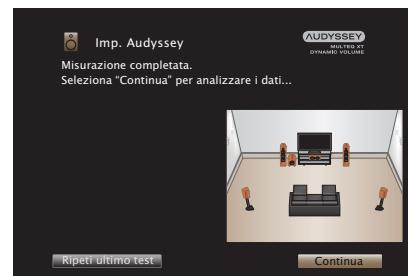 Imp. Audyssey
AUDYSSEY
MULTEQ XT
DYNAMIC VOLUME
Misurazione completata.
Seleziona “Continua” per analizzare i dati...
Ripeti ultimo test
Continua